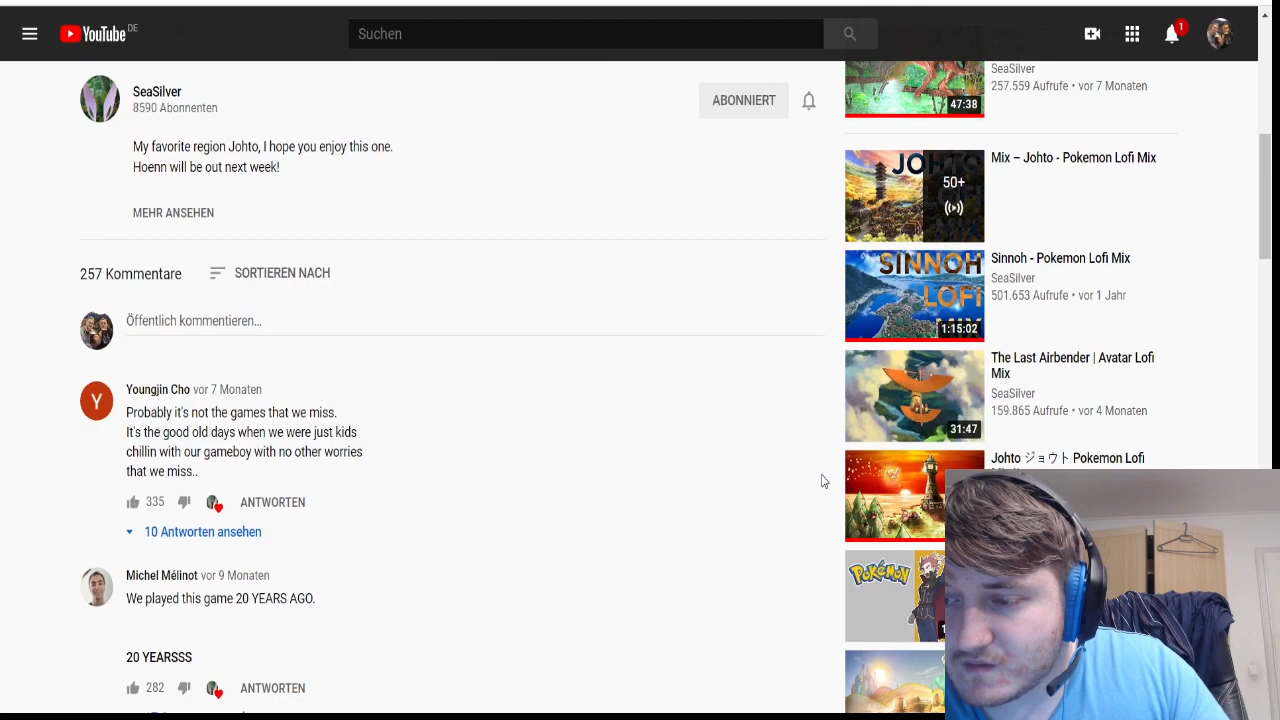 YouTube DE
Suchen
1
SeaSilver
8590 Abonnenten
ABONNIERT
My favorite region Johto, I hope you enjoy this one.
Hoenn will be out next week!
MEHR ANSEHEN
257 Kommentare
SORTIEREN NACH
Öffentlich kommentieren...
Y
Youngjin Cho vor 7 Monaten
Probably it's not the games that we miss.
It's the good old days when we were just kids
chillin with our gameboy with no other worries
that we miss..
335
ANTWORTEN
10 Antworten ansehen
Michel Mélinot vor 9 Monaten
We played this game 20 YEARS AGO.
20 YEARSSS
282
ANTWORTEN
47:38
SeaSilver
257.559 Aufrufe • vor 7 Monaten
JOHTO
50+
Mix – Johto - Pokemon Lofi Mix
SINNOH
LOFI
MIX
1:15:02
Sinnoh - Pokemon Lofi Mix
SeaSilver
501.653 Aufrufe • vor 1 Jahr
31:47
The Last Airbender | Avatar Lofi
Mix
SeaSilver
159.865 Aufrufe • vor 4 Monaten
Johto ジョウト Pokemon Lofi
POKéMON